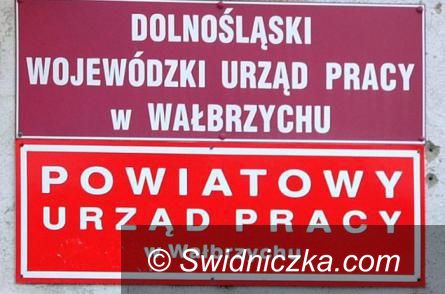 DOLNOŚLĄSKI
WOJEWÓDZKI URZĄD PRACY
w WAŁBRZYCHU
POWIATOWY
URZĄD PRACY
w Wałbrzychu
© Swidniczka.com